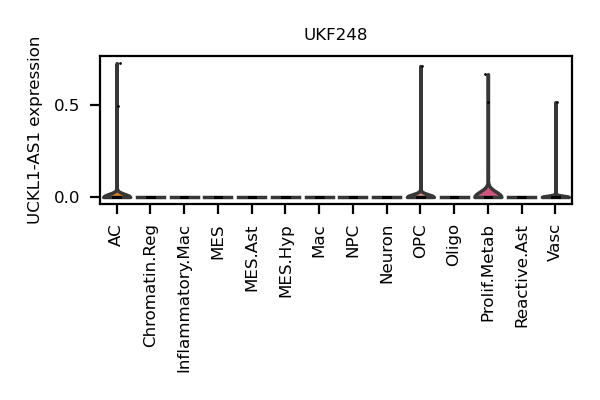 UKF248
UCKL1-AS1 expression
0.5
0.0
AC
Chromatin.Reg
Inflammatory.Mac
MES
MES.Ast
MES.Hyp
Mac
NPC
Neuron
OPC
Oligo
Prolif.Metab
Reactive.Ast
Vasc